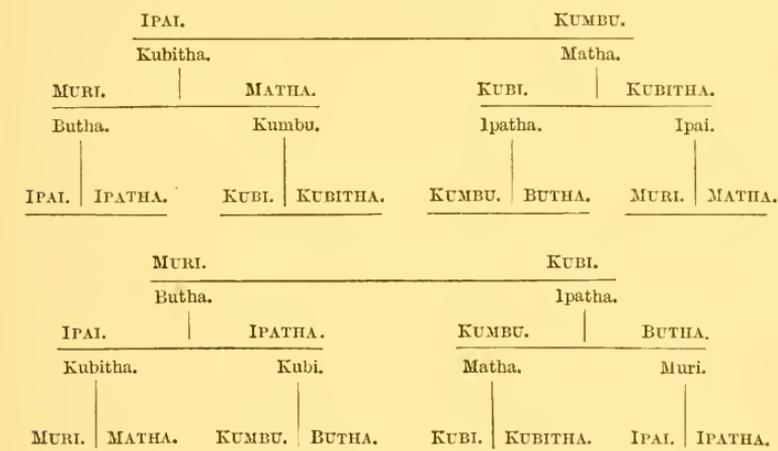 IPAI. KUMBU.
Kubitha. Matha.
MURI. MATHA. KUBI. KUBITHA.
Butha. Kumbu. Ipatha. Ipai.
IPAI. IPATHA. KUBI. KUBITHA. KUMBU. BUTHA. MURI. MATHA.
MURI. KUBI.
Butha. Ipatha.
IPAI. IPATHA. KUMBU. BUTHA.
Kubitha. Kubi. Matha. Muri.
MURI. MATHA. KUMBU. BUTHA. KUBI. KUBITHA. IPAI. IPATHA.